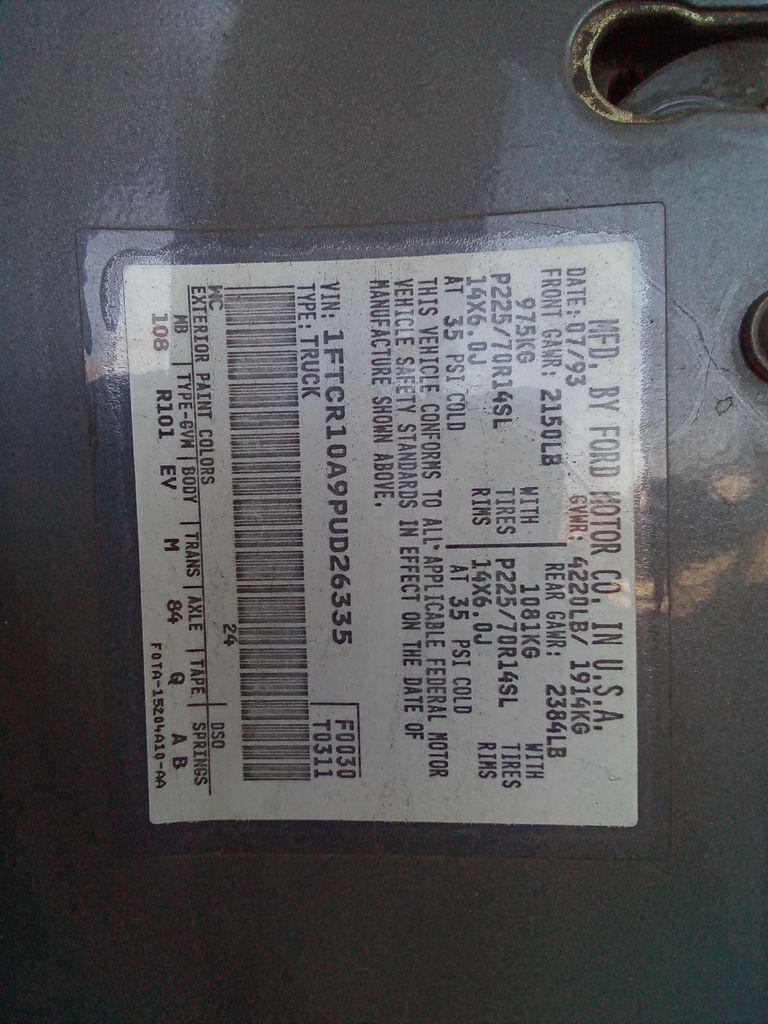 MFD. BY FORD MOTOR CO. IN U.S.A.
DATE: 07/93 GVWR: 4220LB/ 1914KG
FRONT GAWR: 2150LB REAR GAWR: 2384LB
975KG WITH 1081KG WITH
P225/70R14SL TIRES P225/70R14SL TIRES
14X6.0J RIMS 14X6.0J RIMS
AT 35 PSI COLD AT 35 PSI COLD
THIS VEHICLE CONFORMS TO ALL APPLICABLE FEDERAL MOTOR
VEHICLE SAFETY STANDARDS IN EFFECT ON THE DATE OF
MANUFACTURE SHOWN ABOVE.
VIN: 1FTCR10A9PUD26335 F0030
TYPE: TRUCK T0311
24
WC
EXTERIOR PAINT COLORS DSO
WB TYPE-GVW BODY TRANS AXLE TAPE SPRINGS
108 R101 EV M 84 Q A B
F0TA-15204A10-AA